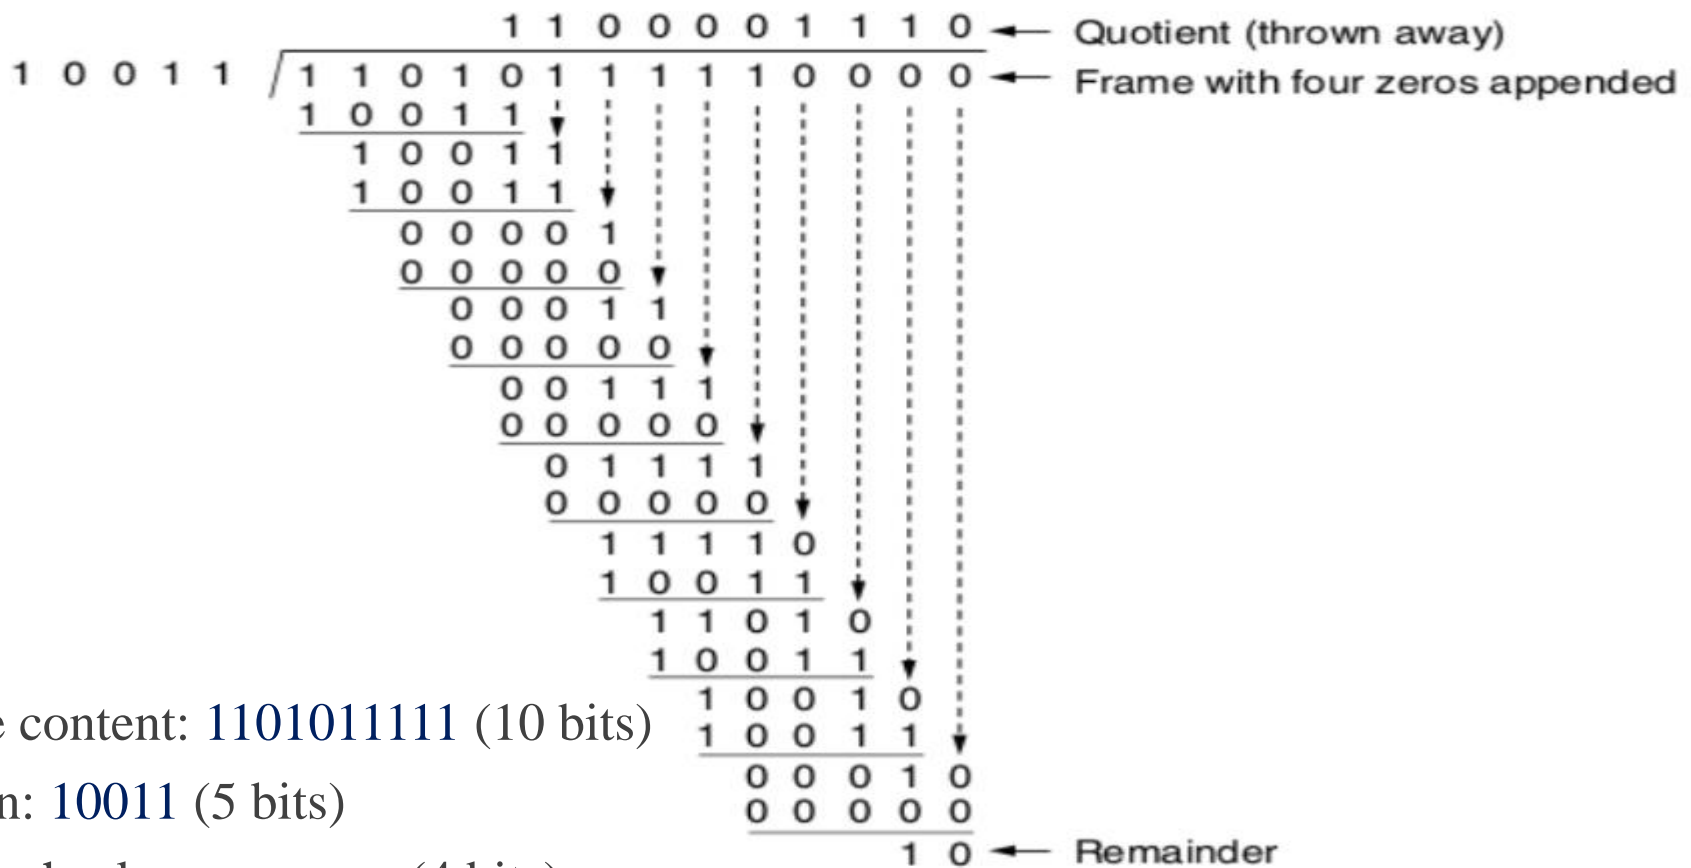 1 1 0 0 0 0 1 1 1 0 Quotient (thrown away)
1 0 0 1 1 1 1 0 1 0 1 1 1 1 1 0 0 0 0 Frame with four zeros appended
1 0 0 1 1
1 0 0 1 1
1 0 0 1 1
0 0 0 0 1
0 0 0 0 0
0 0 0 1 1
0 0 0 0 0
0 0 1 1 1
0 0 0 0 0
0 1 1 1 1
0 0 0 0 0
1 1 1 1 0
1 0 0 1 1
1 1 0 1 0
1 0 0 1 1
1 0 0 1 0
1 0 0 1 1
0 0 0 1 0
0 0 0 0 0
1 0 Remainder
content: 1101011111 (10 bits)
n: 10011 (5 bits)
(4 bits)